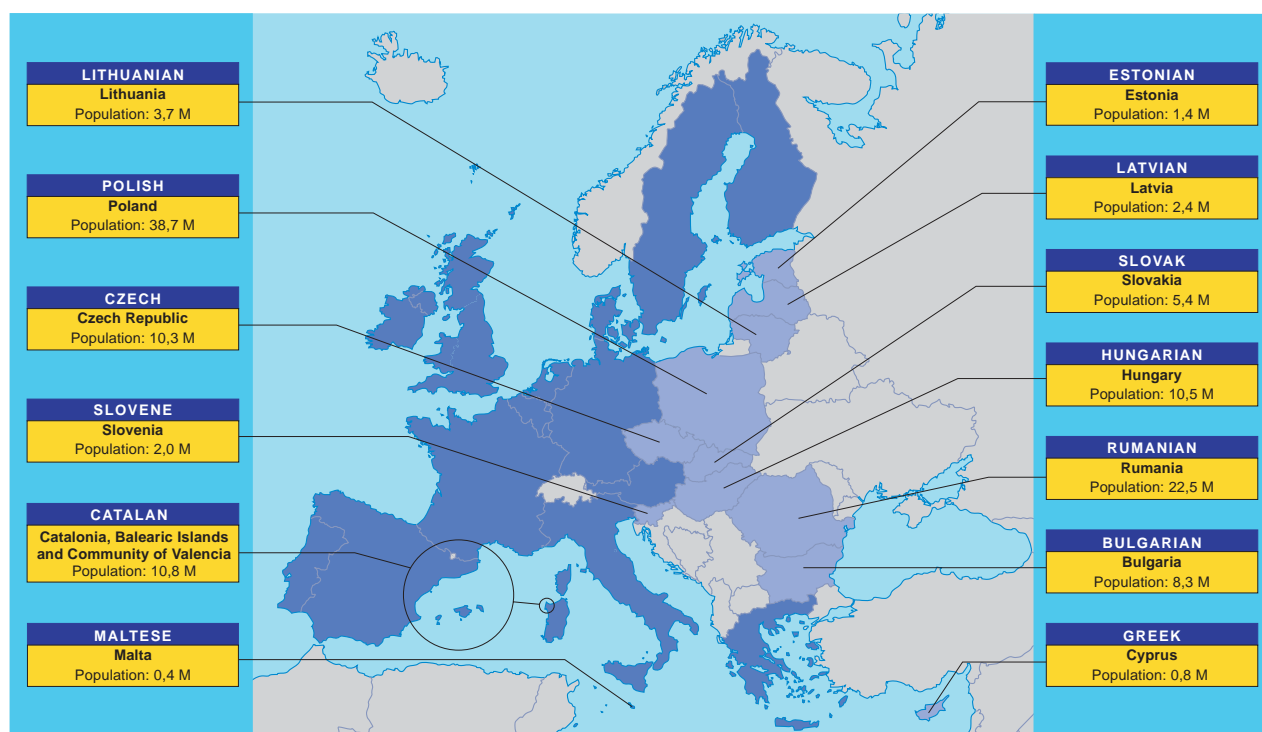 LITHUANIAN
Lithuania
Population: 3,7 M
POLISH
Poland
Population: 38,7 M
CZECH
Czech Republic
Population: 10,3 M
SLOVENE
Slovenia
Population: 2,0 M
CATALAN
Catalonia, Balearic Islands
and Community of Valencia
Population: 10,8 M
MALTESE
Malta
Population: 0,4 M
ESTONIAN
Estonia
Population: 1,4 M
LATVIAN
Latvia
Population: 2,4 M
SLOVAK
Slovakia
Population: 5,4 M
HUNGARIAN
Hungary
Population: 10,5 M
RUMANIAN
Rumania
Population: 22,5 M
BULGARIAN
Bulgaria
Population: 8,3 M
GREEK
Cyprus
Population: 0,8 M